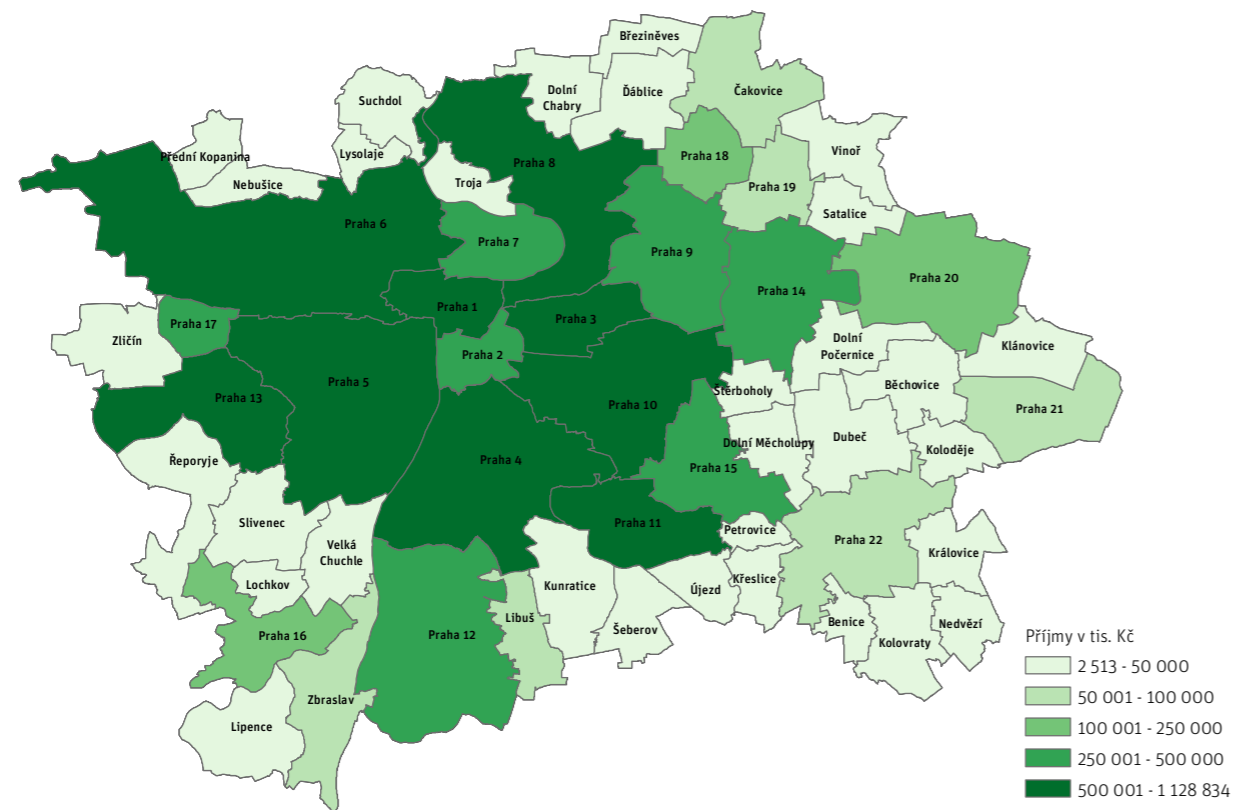 Březiněves
Čakovice
Dolní
Chabry
Ďáblice
Suchdol
Vinoř
Přední Kopanina
Lysolaje
Praha 8
Praha 18
Nebušice
Troja
Praha 19
Satalice
Praha 6
Praha 7
Praha 9
Praha 20
Praha 14
Praha 1
Praha 3
Praha 17
Zličín
Dolní
Počernice
Klánovice
Praha 2
Praha 5
Běchovice
Štěrboholy
Praha 13
Praha 10
Praha 21
Dubeč
Dolní Měcholupy
Koloděje
Řeporyje
Praha 4
Praha 15
Slivenec
Praha 11
Petrovice
Praha 22
Velká
Chuchle
Královice
Lochkov
Kunratice
Újezd
Křeslice
Libuš
Benice
Nedvězí
Šeberov
Praha 16
Praha 12
Kolovraty
Zbraslav
Lipence
Příjmy v tis. Kč
2 513 - 50 000
50 001 - 100 000
100 001 - 250 000
250 001 - 500 000
500 001 - 1 128 834